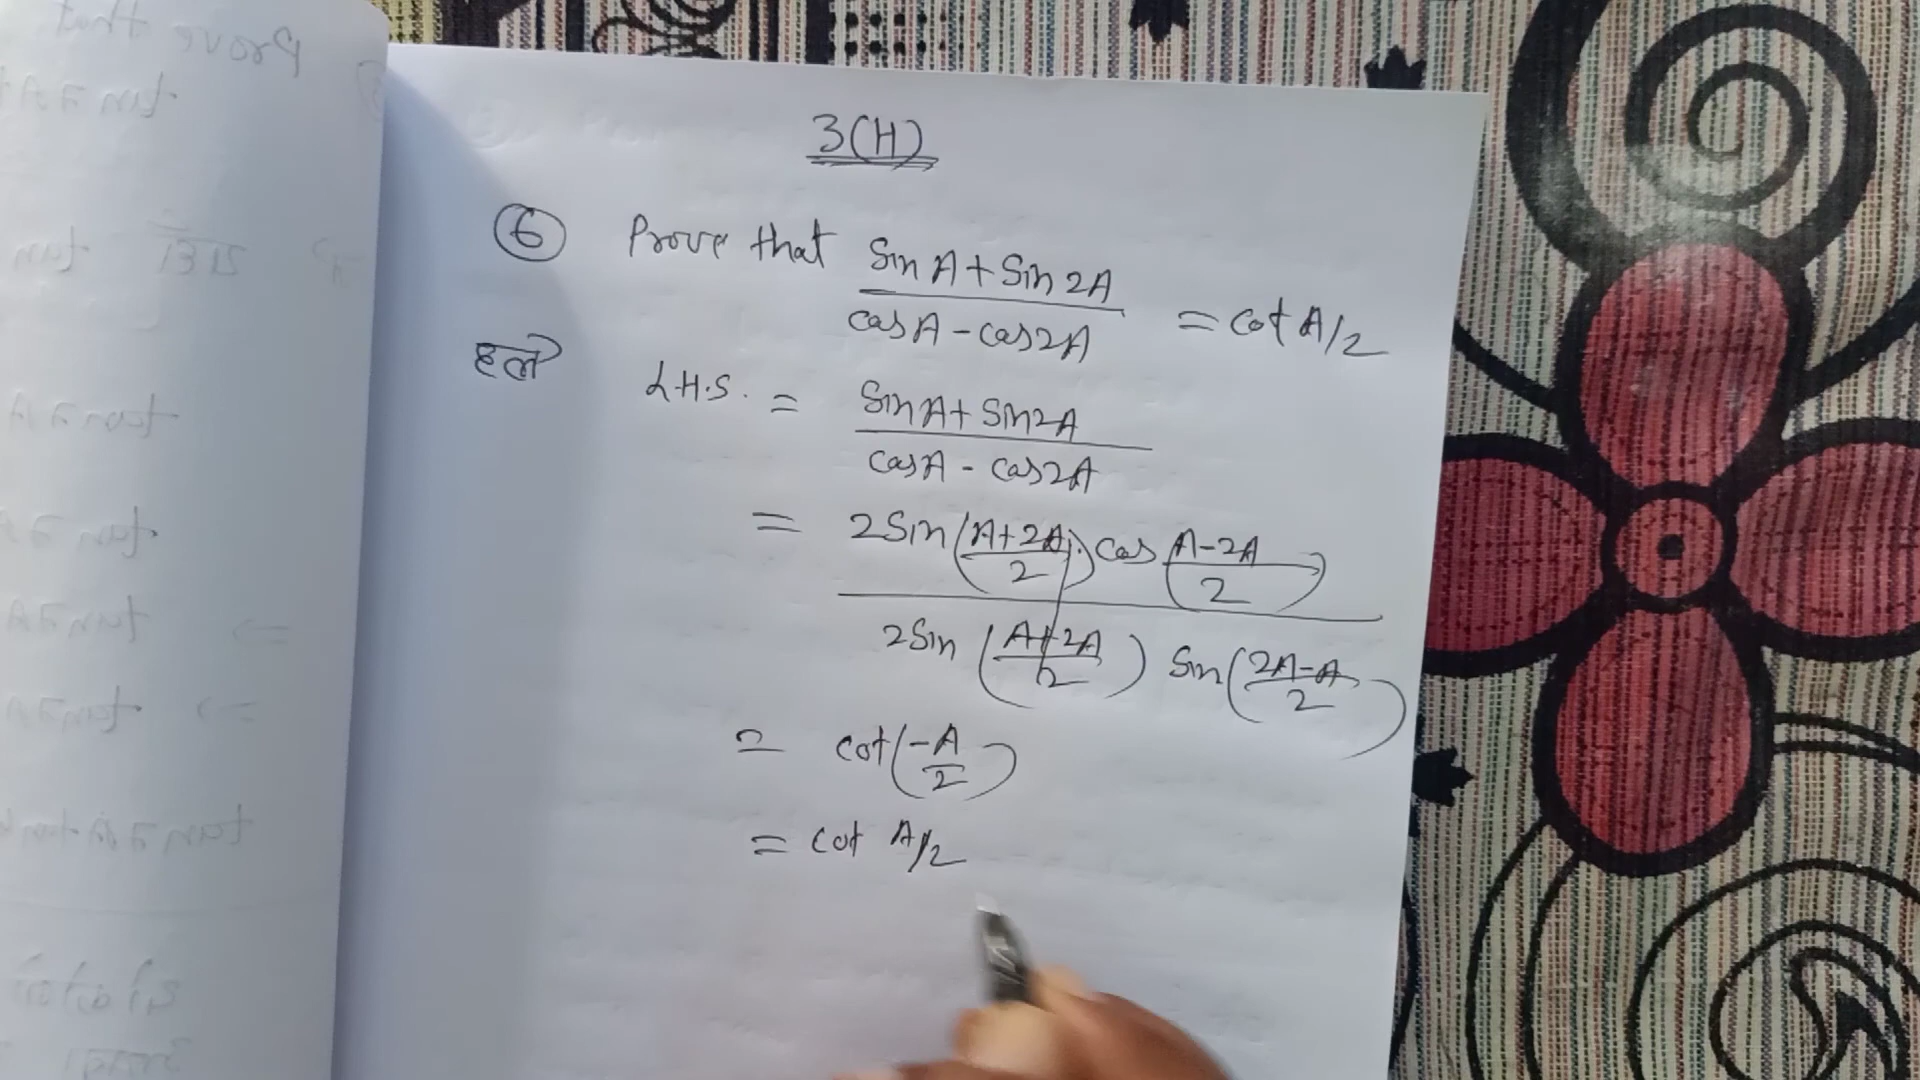 3(H)
6 Prove that (Sin A + Sin 2A)/(cos A - cos 2A) = cot A/2
हल L.H.S. = (Sin A + Sin 2A)/(cos A - cos 2A)
= (2 Sin ((A+2A)/2) . cos ((A-2A)/2))/(2 Sin ((A+2A)/2) Sin ((2A-A)/2))
= cot (-A/2)
= cot A/2